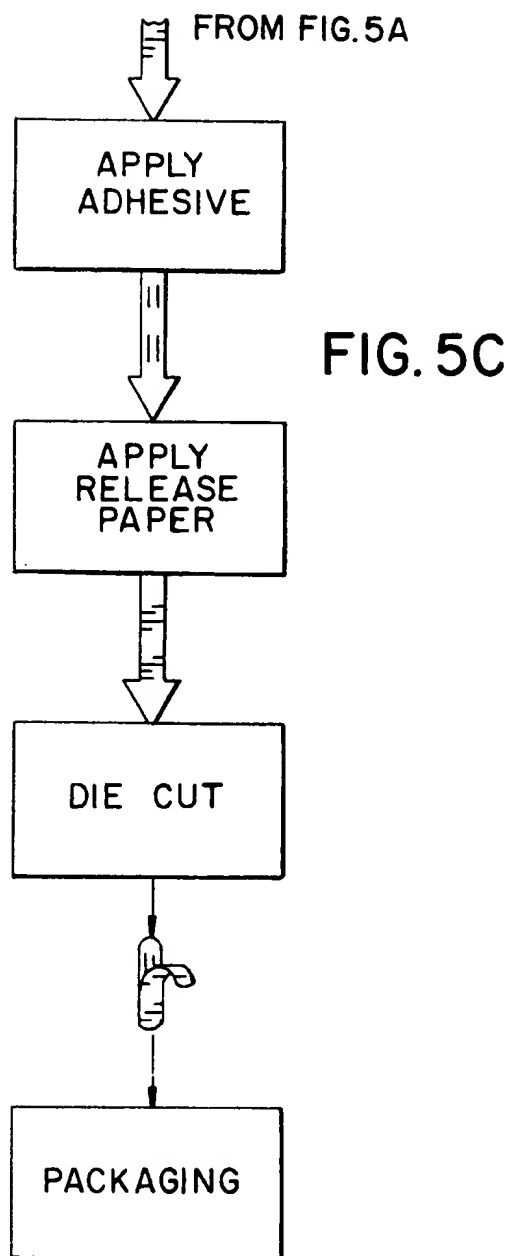 FROM FIG. 5A
APPLY
ADHESIVE
FIG. 5C
APPLY
RELEASE
PAPER
DIE CUT
PACKAGING